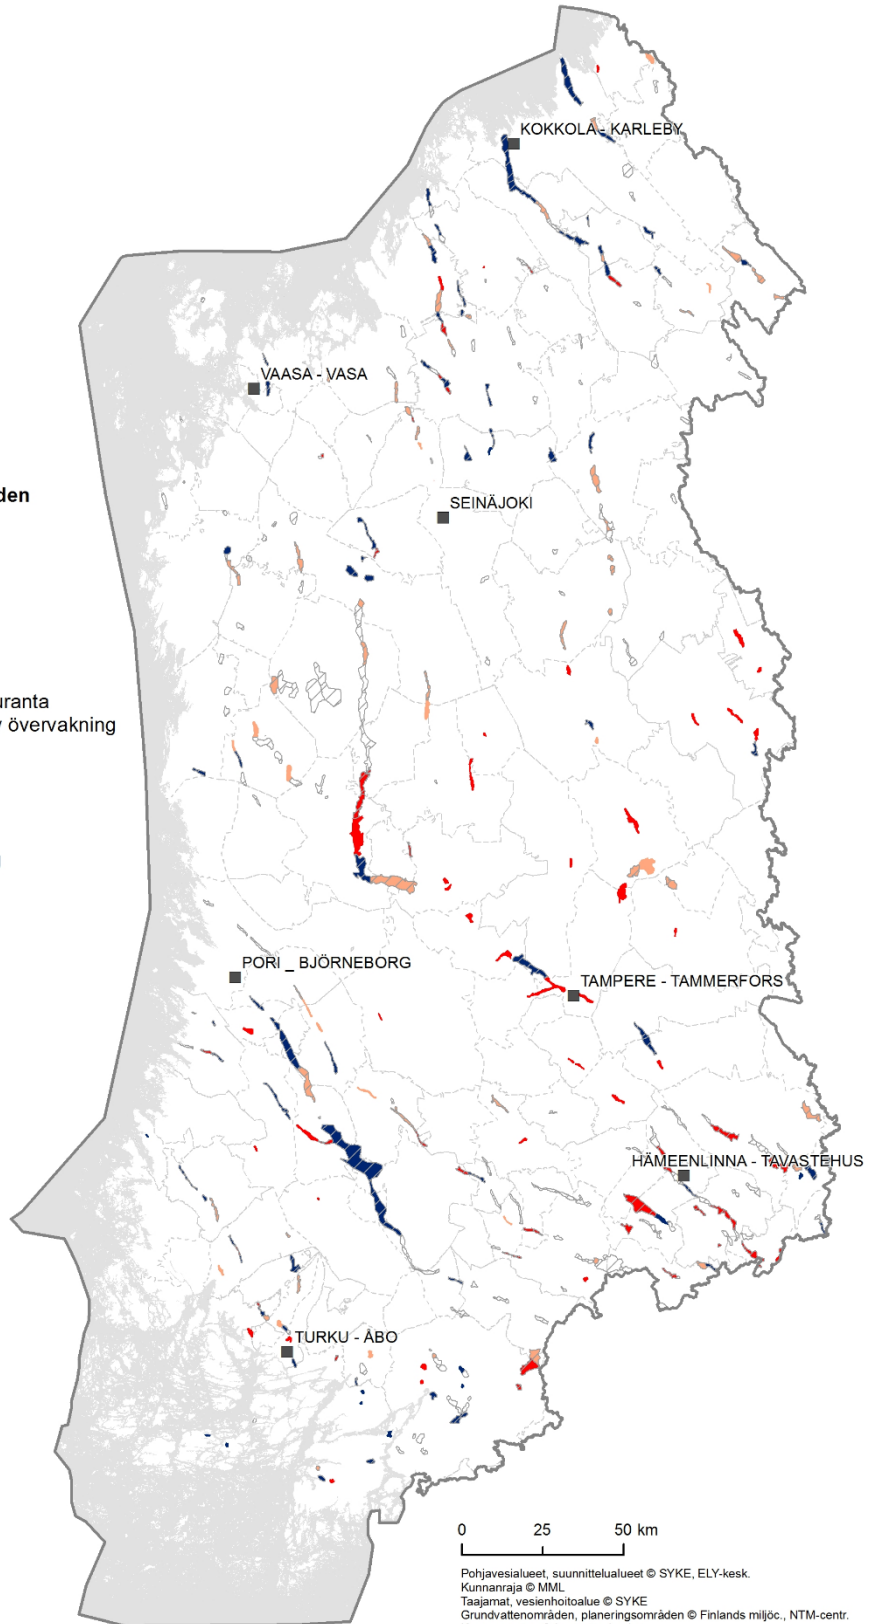 KOKKOLA - KARLEBY
VAASA - VASA
den
SEINÄJOKI
uranta
övervakning
PORI _ BJÖRNEBORG
TAMPERE - TAMMERFORS
HÄMEENLINNA - TAVASTEHUS
TURKU - ÅBO
0 25 50 km
Pohjavesialueet, suunnittelualueet © SYKE, ELY-kesk.
Kunnanraja © MML
Taajamat, vesienhoitoalue © SYKE
Grundvattenområden, planeringsområden © Finlands miljöc., NTM-centr.